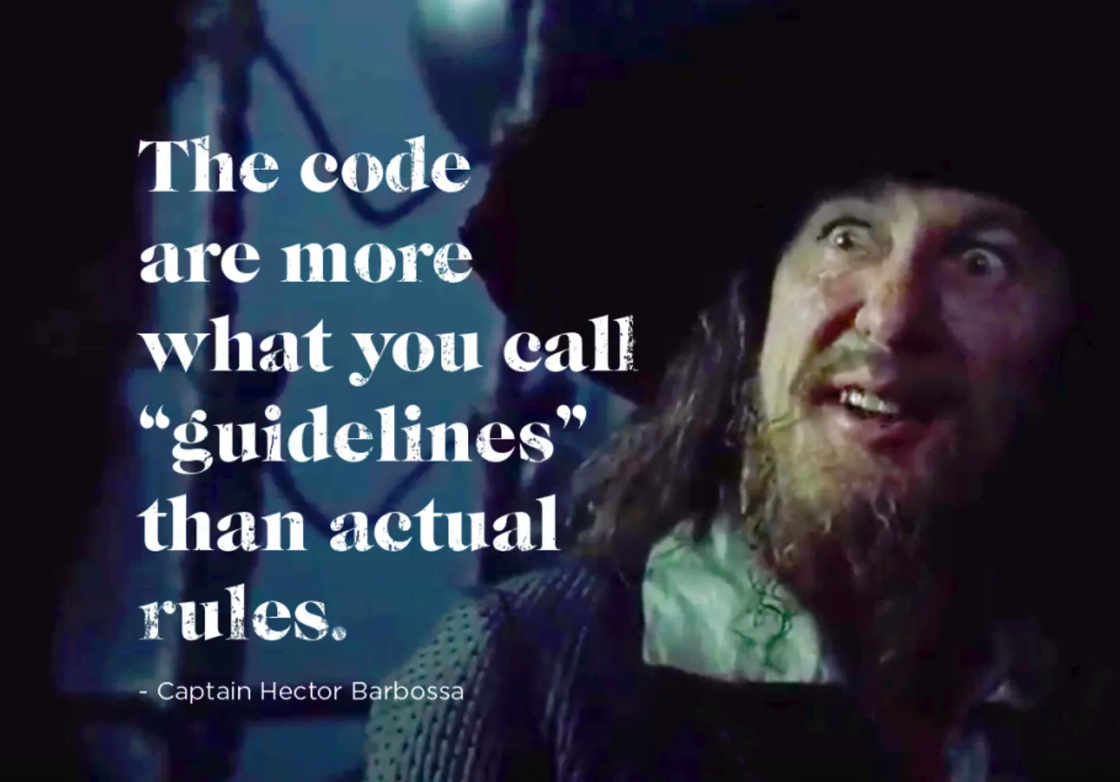 The code
are more
what you call
“guidelines”
than actual
rules.
- Captain Hector Barbossa